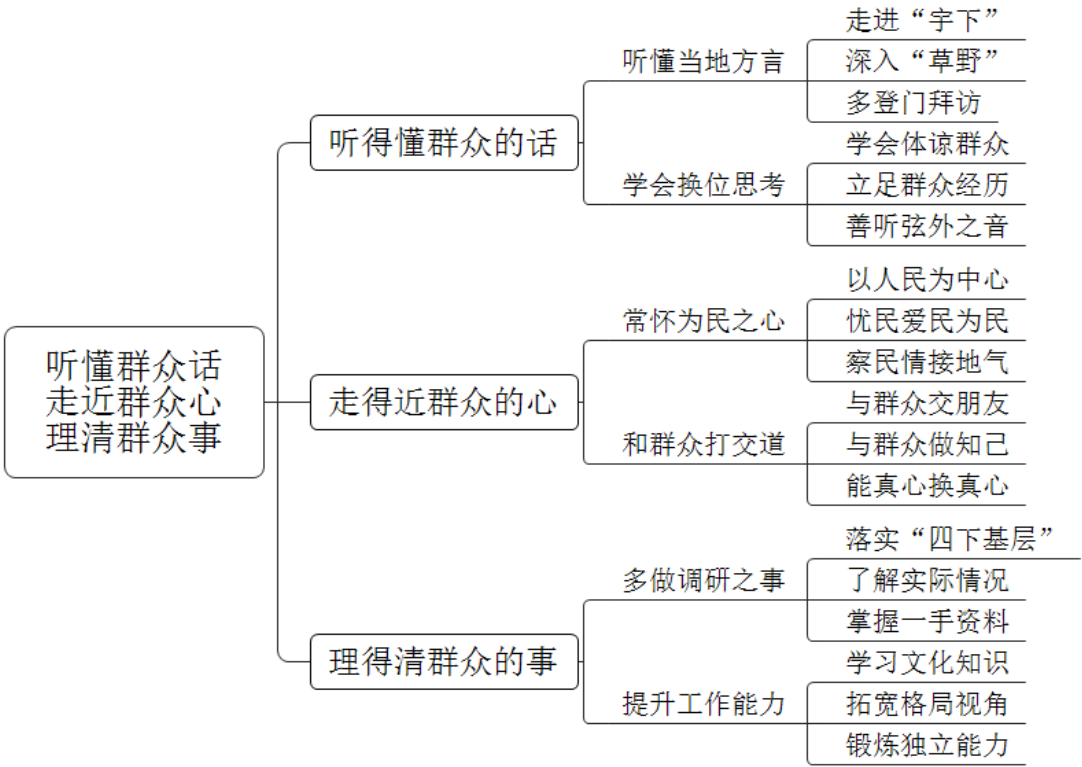 听懂群众话
走近群众心
理清群众事
听得懂群众的话
听懂当地方言
走进“宇下”
深入“草野”
多登门拜访
学会换位思考
学会体谅群众
立足群众经历
善听弦外之音
走得近群众的心
常怀为民之心
以人民为中心
忧民爱民为民
察民情接地气
和群众打交道
与群众交朋友
与群众做知己
能真心换真心
理得清群众的事
多做调研之事
落实“四下基层”
了解实际情况
掌握一手资料
提升工作能力
学习文化知识
拓宽格局视角
锻炼独立能力